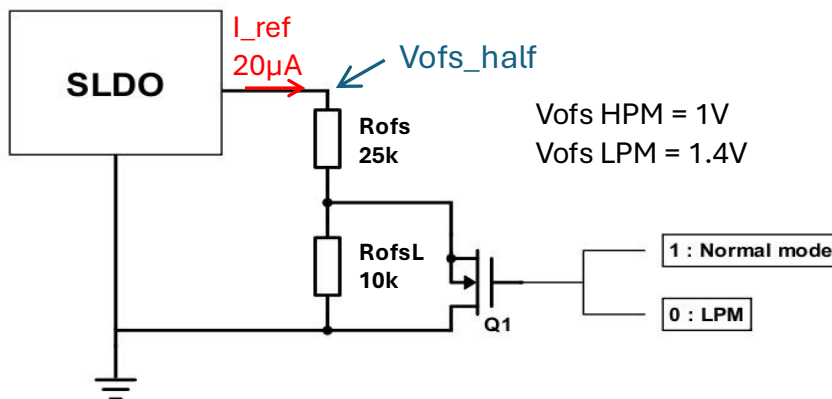 I_ref
20µA
Vofs_half
SLDO
Rofs
25k
Vofs HPM = 1V
Vofs LPM = 1.4V
RofsL
10k
Q1
1 : Normal mode
0 : LPM